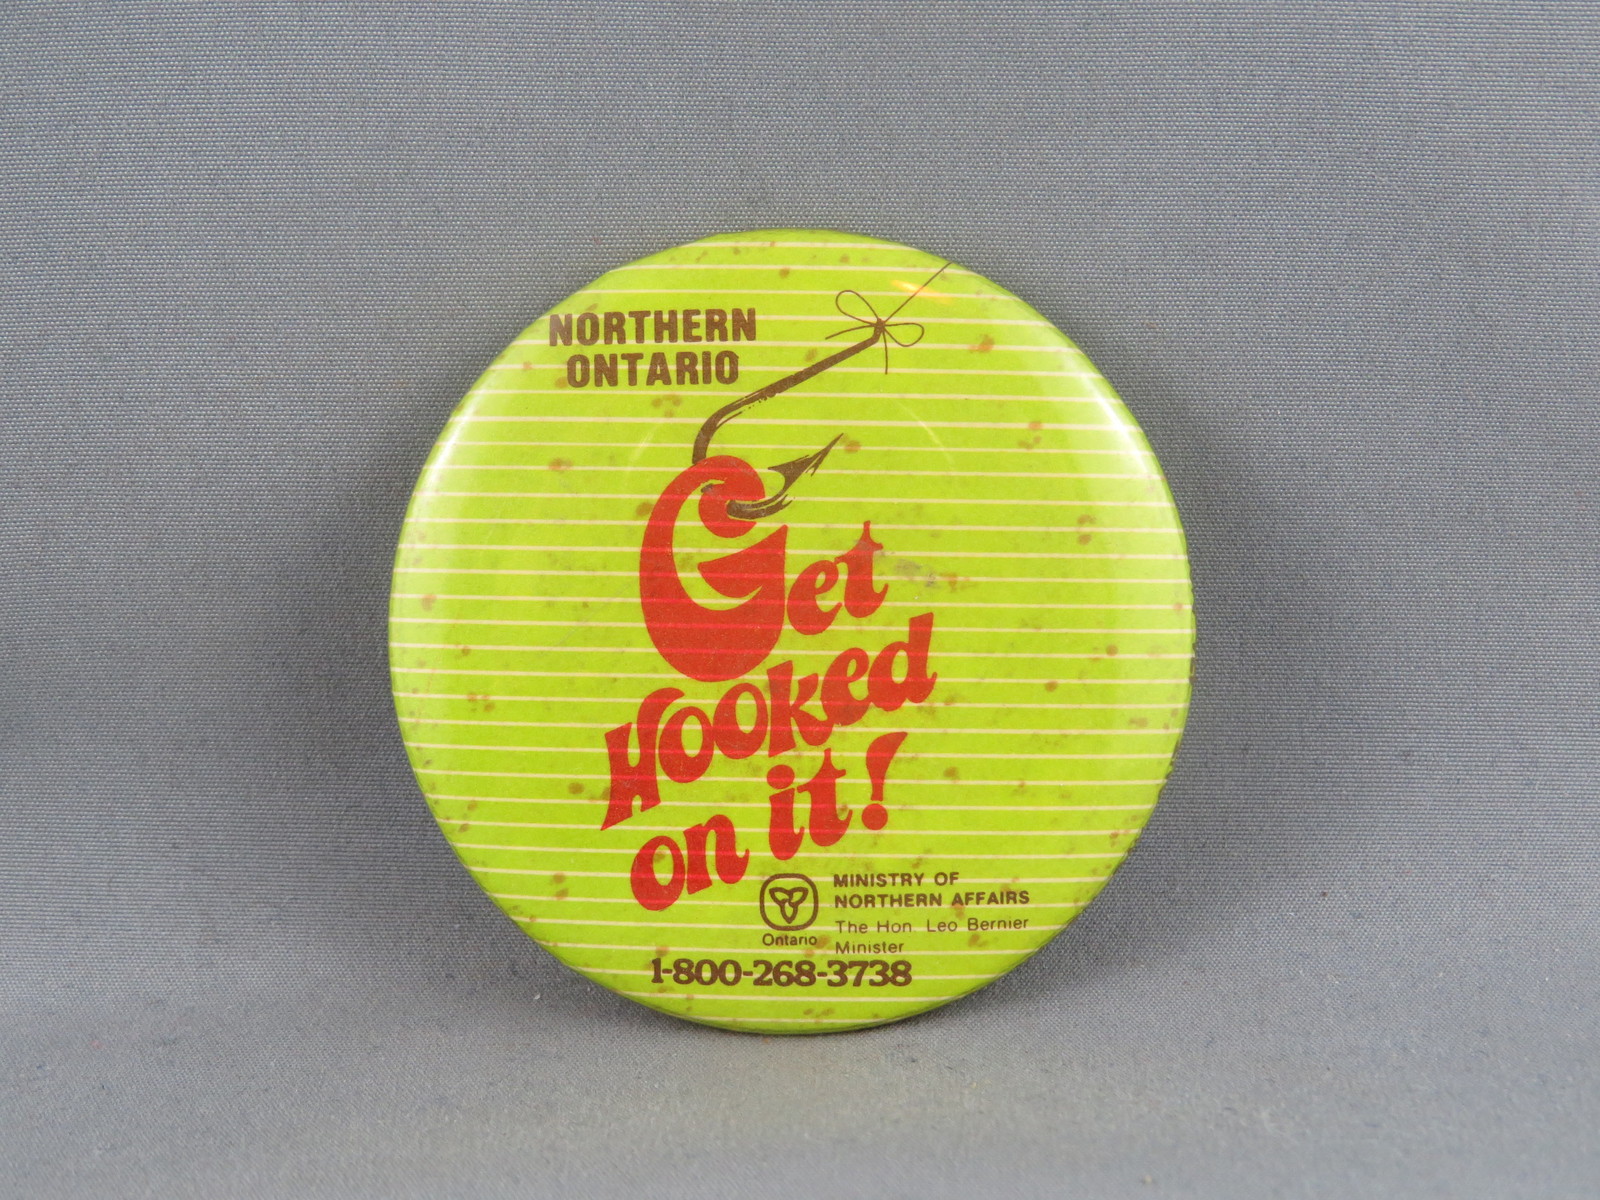 NORTHERN
ONTARIO
Get
Hooked
on it!
MINISTRY OF
NORTHERN AFFAIRS
The Hon. Leo Bernier
Minister
Ontario
1-800-268-3738